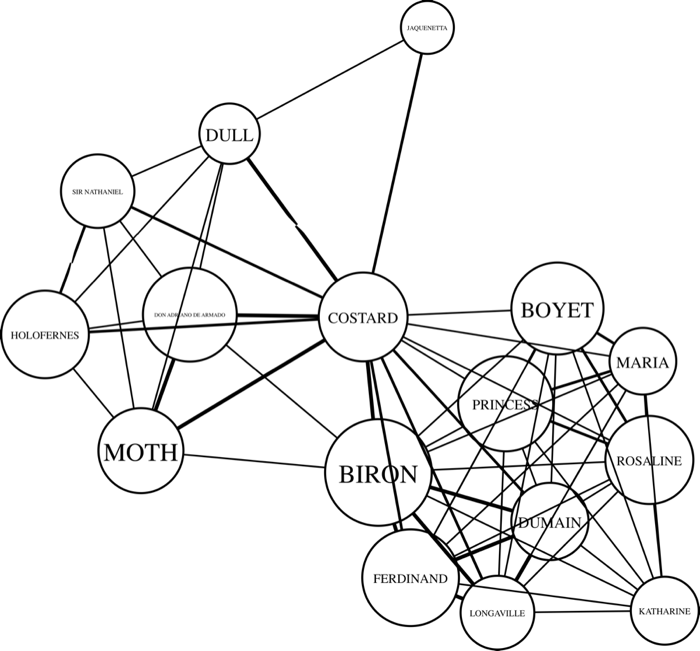 JAQUENETTA
DULL
SIR NATHANIEL
DON ADRIANO DE ARMADO
HOLOFERNES
COSTARD
BOYET
MARIA
PRINCESS
MOTH
BIRON
ROSALINE
DUMAIN
FERDINAND
LONGAVILLE
KATHARINE